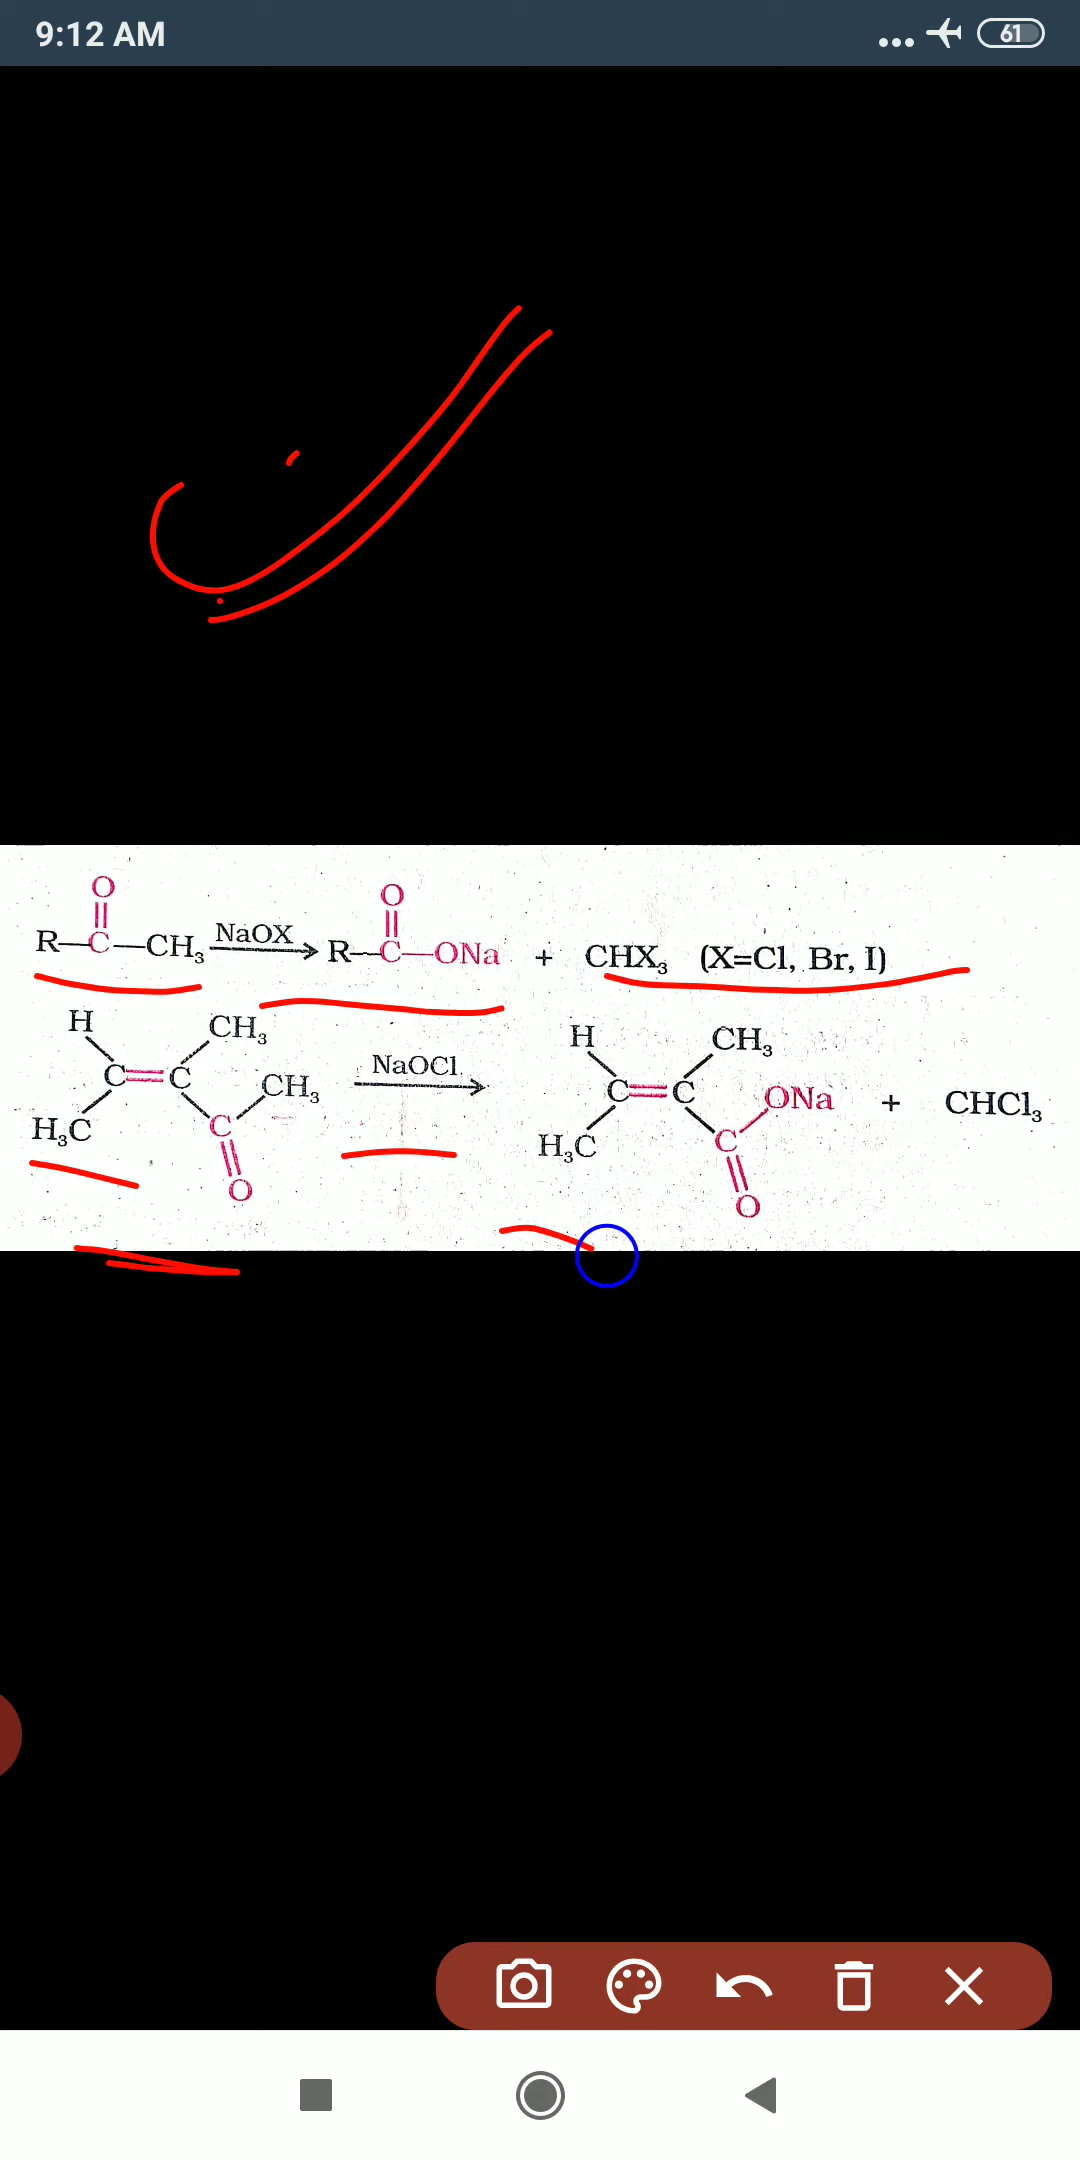 9:12 AM
61
O
R—C—CH₃ NaOX R—C—ONa + CHX₃ (X=Cl, Br, I)
O
H CH₃ H CH₃
C=C CH₃ NaOCl C=C ONa + CHCl₃
H₃C C H₃C C
O O